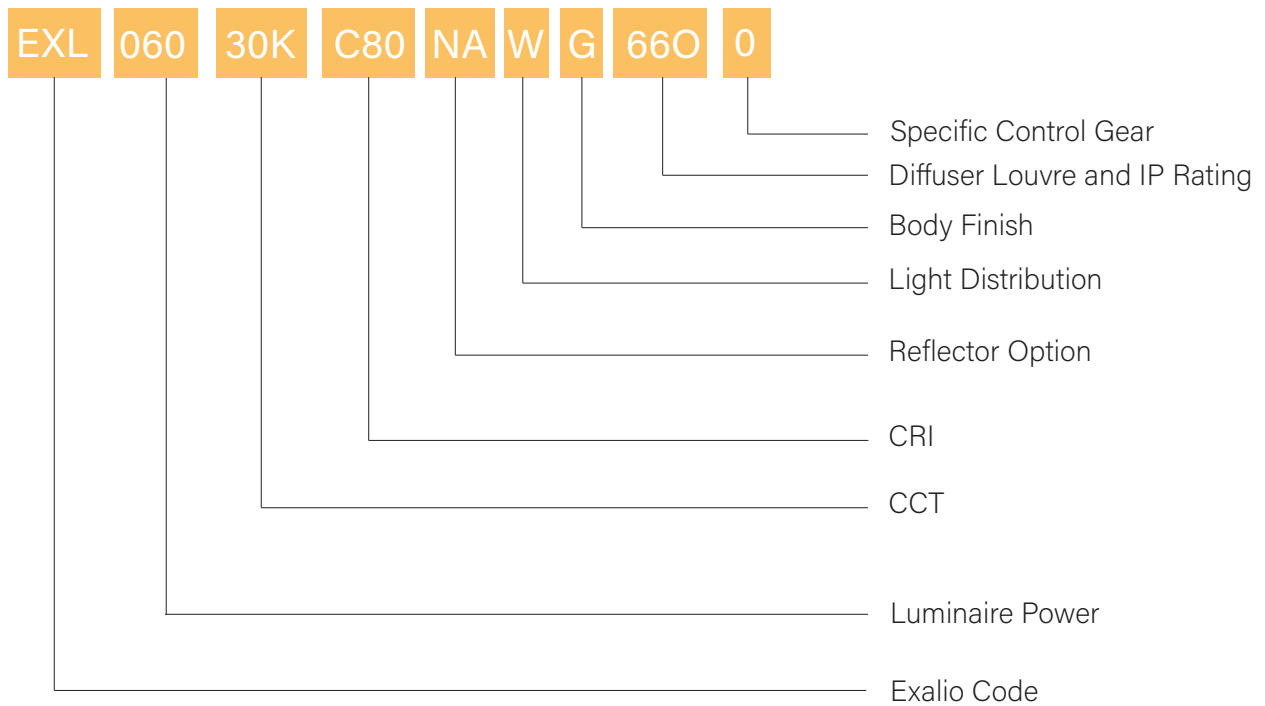 EXL 060 30K C80 NA W G 66O 0
Specific Control Gear
Diffuser Louvre and IP Rating
Body Finish
Light Distribution
Reflector Option
CRI
CCT
Luminaire Power
Exalio Code